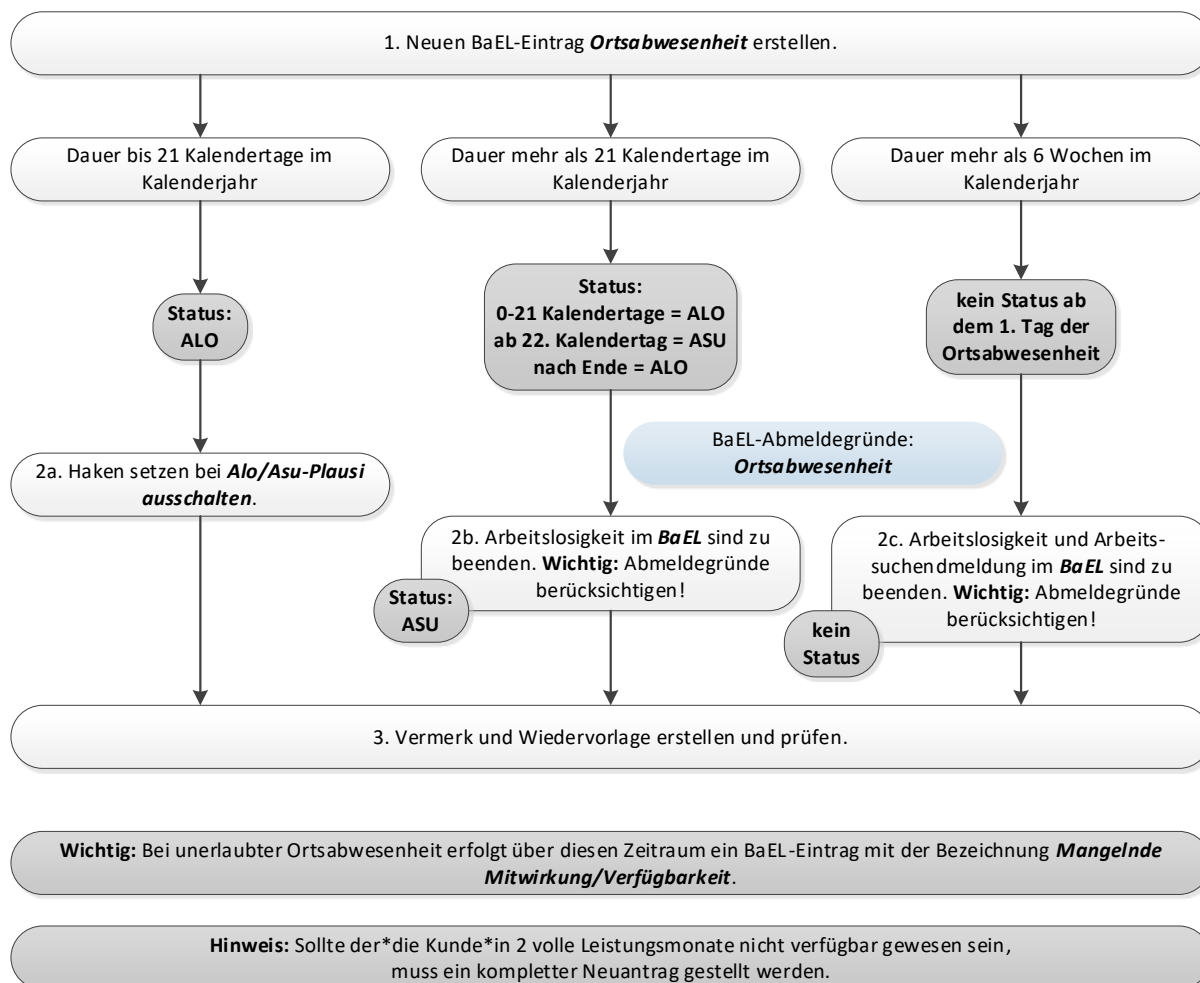 1. Neuen BaEL-Eintrag Ortsabwesenheit erstellen.
Dauer bis 21 Kalendertage im
Kalenderjahr
Dauer mehr als 21 Kalendertage im
Kalenderjahr
Dauer mehr als 6 Wochen im
Kalenderjahr
Status:
ALO
Status:
0-21 Kalendertage = ALO
ab 22. Kalendertag = ASU
nach Ende = ALO
kein Status ab
dem 1. Tag der
Ortsabwesenheit
BaEL-Abmeldegründe:
Ortsabwesenheit
2a. Haken setzen bei Alo/Asu-Plausi
ausschalten.
2b. Arbeitslosigkeit im BaEL sind zu
beenden. Wichtig: Abmeldegründe
berücksichtigen!
Status:
ASU
2c. Arbeitslosigkeit und Arbeits-
suchendmeldung im BaEL sind zu
beenden. Wichtig: Abmeldegründe
berücksichtigen!
kein
Status
3. Vermerk und Wiedervorlage erstellen und prüfen.
Wichtig: Bei unerlaubter Ortsabwesenheit erfolgt über diesen Zeitraum ein BaEL-Eintrag mit der Bezeichnung Mangelnde
Mitwirkung/Verfügbarkeit.
Hinweis: Sollte der*die Kunde*in 2 volle Leistungsmonate nicht verfügbar gewesen sein,
muss ein kompletter Neuantrag gestellt werden.